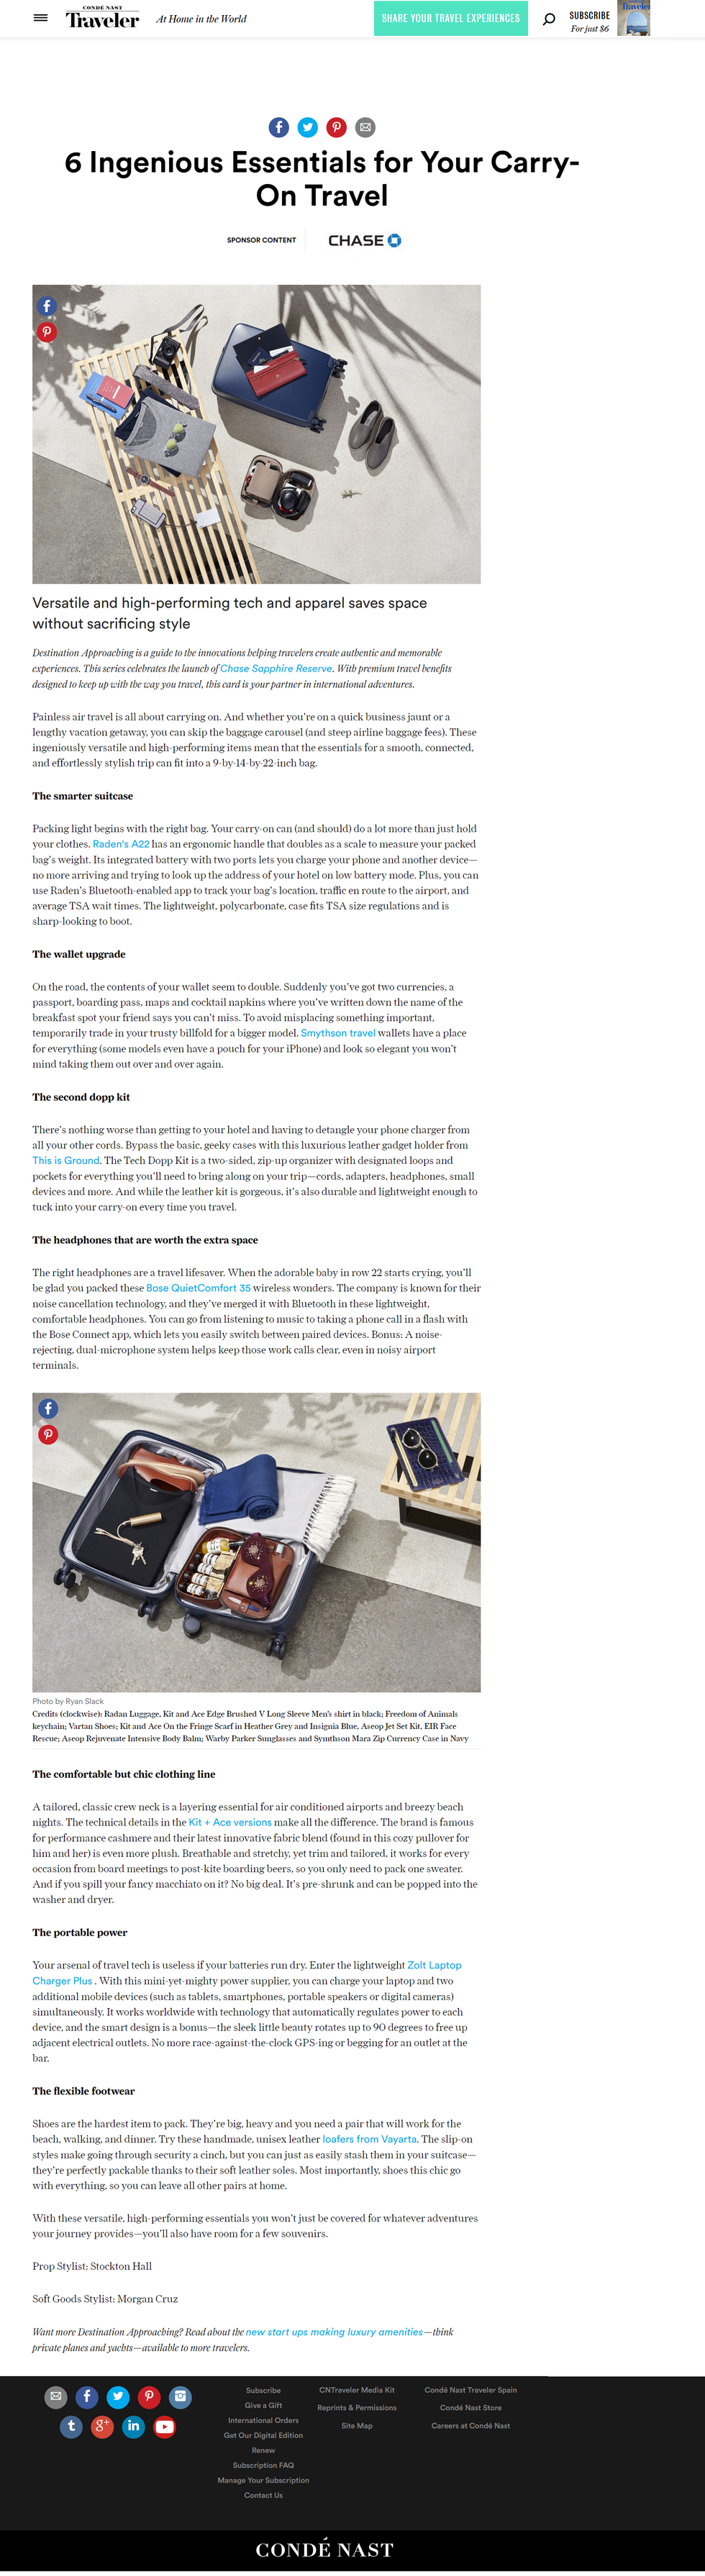 CONDÉ NAST
Traveler
At Home in the World
SHARE YOUR TRAVEL EXPERIENCES
SUBSCRIBE
For just $6
Traveler
6 Ingenious Essentials for Your Carry-
On Travel
SPONSOR CONTENT
CHASE
Versatile and high-performing tech and apparel saves space
without sacrificing style
Destination Approaching is a guide to the innovations helping travelers create authentic and memorable
experiences. This series celebrates the launch of Chase Sapphire Reserve. With premium travel benefits
designed to keep up with the way you travel, this card is your partner in international adventures.
Painless air travel is all about carrying on. And whether you're on a quick business jaunt or a
lengthy vacation getaway, you can skip the baggage carousel (and steep airline baggage fees). These
ingeniously versatile and high-performing items mean that the essentials for a smooth, connected,
and effortlessly stylish trip can fit into a 9-by-14-by-22-inch bag.
The smarter suitcase
Packing light begins with the right bag. Your carry-on can (and should) do a lot more than just hold
your clothes. Raden's A22 has an ergonomic handle that doubles as a scale to measure your packed
bag's weight. Its integrated battery with two ports lets you charge your phone and another device—
no more arriving and trying to look up the address of your hotel on low battery mode. Plus, you can
use Raden's Bluetooth-enabled app to track your bag's location, traffic en route to the airport, and
average TSA wait times. The lightweight, polycarbonate, case fits TSA size regulations and is
sharp-looking to boot.
The wallet upgrade
On the road, the contents of your wallet seem to double. Suddenly you've got two currencies, a
passport, boarding pass, maps and cocktail napkins where you've written down the name of the
breakfast spot your friend says you can't miss. To avoid misplacing something important,
temporarily trade in your trusty billfold for a bigger model. Smythson travel wallets have a place
for everything (some models even have a pouch for your iPhone) and look so elegant you won't
mind taking them out over and over again.
The second dopp kit
There's nothing worse than getting to your hotel and having to detangle your phone charger from
all your other cords. Bypass the basic, geeky cases with this luxurious leather gadget holder from
This is Ground. The Tech Dopp Kit is a two-sided, zip-up organizer with designated loops and
pockets for everything you'll need to bring along on your trip—cords, adapters, headphones, small
devices and more. And while the leather kit is gorgeous, it's also durable and lightweight enough to
tuck into your carry-on every time you travel.
The headphones that are worth the extra space
The right headphones are a travel lifesaver. When the adorable baby in row 22 starts crying, you'll
be glad you packed these Bose QuietComfort 35 wireless wonders. The company is known for their
noise cancellation technology, and they've merged it with Bluetooth in these lightweight,
comfortable headphones. You can go from listening to music to taking a phone call in a flash with
the Bose Connect app, which lets you easily switch between paired devices. Bonus: A noise-
rejecting, dual-microphone system helps keep those work calls clear, even in noisy airport
terminals.
Photo by Ryan Slack
Credits (clockwise): Radan Luggage, Kit and Ace Edge Brushed V Long Sleeve Men's shirt in black; Freedom of Animals
keychain; Vartan Shoes; Kit and Ace On the Fringe Scarf in Heather Grey and Insignia Blue, Aseop Jet Set Kit, EIR Face
Rescue; Aseop Rejuvenate Intensive Body Balm; Warby Parker Sunglasses and Symthson Mara Zip Currency Case in Navy
The comfortable but chic clothing line
A tailored, classic crew neck is a layering essential for air conditioned airports and breezy beach
nights. The technical details in the Kit + Ace versions make all the difference. The brand is famous
for performance cashmere and their latest innovative fabric blend (found in this cozy pullover for
him and her) is even more plush. Breathable and stretchy, yet trim and tailored, it works for every
occasion from board meetings to post-kite boarding beers, so you only need to pack one sweater.
And if you spill your fancy macchiato on it? No big deal. It's pre-shrunk and can be popped into the
washer and dryer.
The portable power
Your arsenal of travel tech is useless if your batteries run dry. Enter the lightweight Zolt Laptop
Charger Plus . With this mini-yet-mighty power supplier, you can charge your laptop and two
additional mobile devices (such as tablets, smartphones, portable speakers or digital cameras)
simultaneously. It works worldwide with technology that automatically regulates power to each
device, and the smart design is a bonus—the sleek little beauty rotates up to 90 degrees to free up
adjacent electrical outlets. No more race-against-the-clock GPS-ing or begging for an outlet at the
bar.
The flexible footwear
Shoes are the hardest item to pack. They're big, heavy and you need a pair that will work for the
beach, walking, and dinner. Try these handmade, unisex leather loafers from Vayarta. The slip-on
styles make going through security a cinch, but you can just as easily stash them in your suitcase—
they're perfectly packable thanks to their soft leather soles. Most importantly, shoes this chic go
with everything, so you can leave all other pairs at home.
With these versatile, high-performing essentials you won't just be covered for whatever adventures
your journey provides—you'll also have room for a few souvenirs.
Prop Stylist: Stockton Hall
Soft Goods Stylist: Morgan Cruz
Want more Destination Approaching? Read about the new start ups making luxury amenities—think
private planes and yachts—available to more travelers.
Subscribe
Give a Gift
International Orders
Get Our Digital Edition
Renew
Subscription FAQ
Manage Your Subscription
Contact Us
CNTraveler Media Kit
Reprints & Permissions
Site Map
Condé Nast Traveler Spain
Condé Nast Store
Careers at Condé Nast
CONDÉ NAST